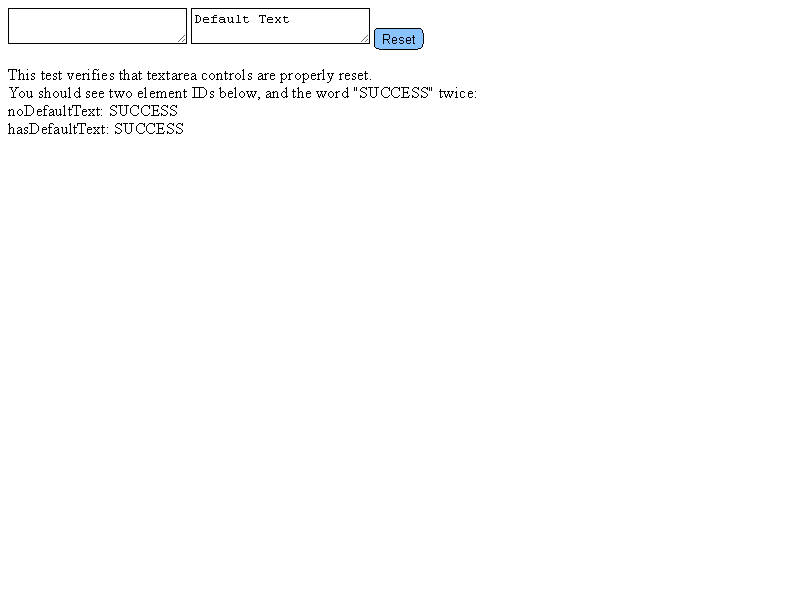 Default Text
Reset
This test verifies that textarea controls are properly reset.
You should see two element IDs below, and the word "SUCCESS" twice:
noDefaultText: SUCCESS
hasDefaultText: SUCCESS